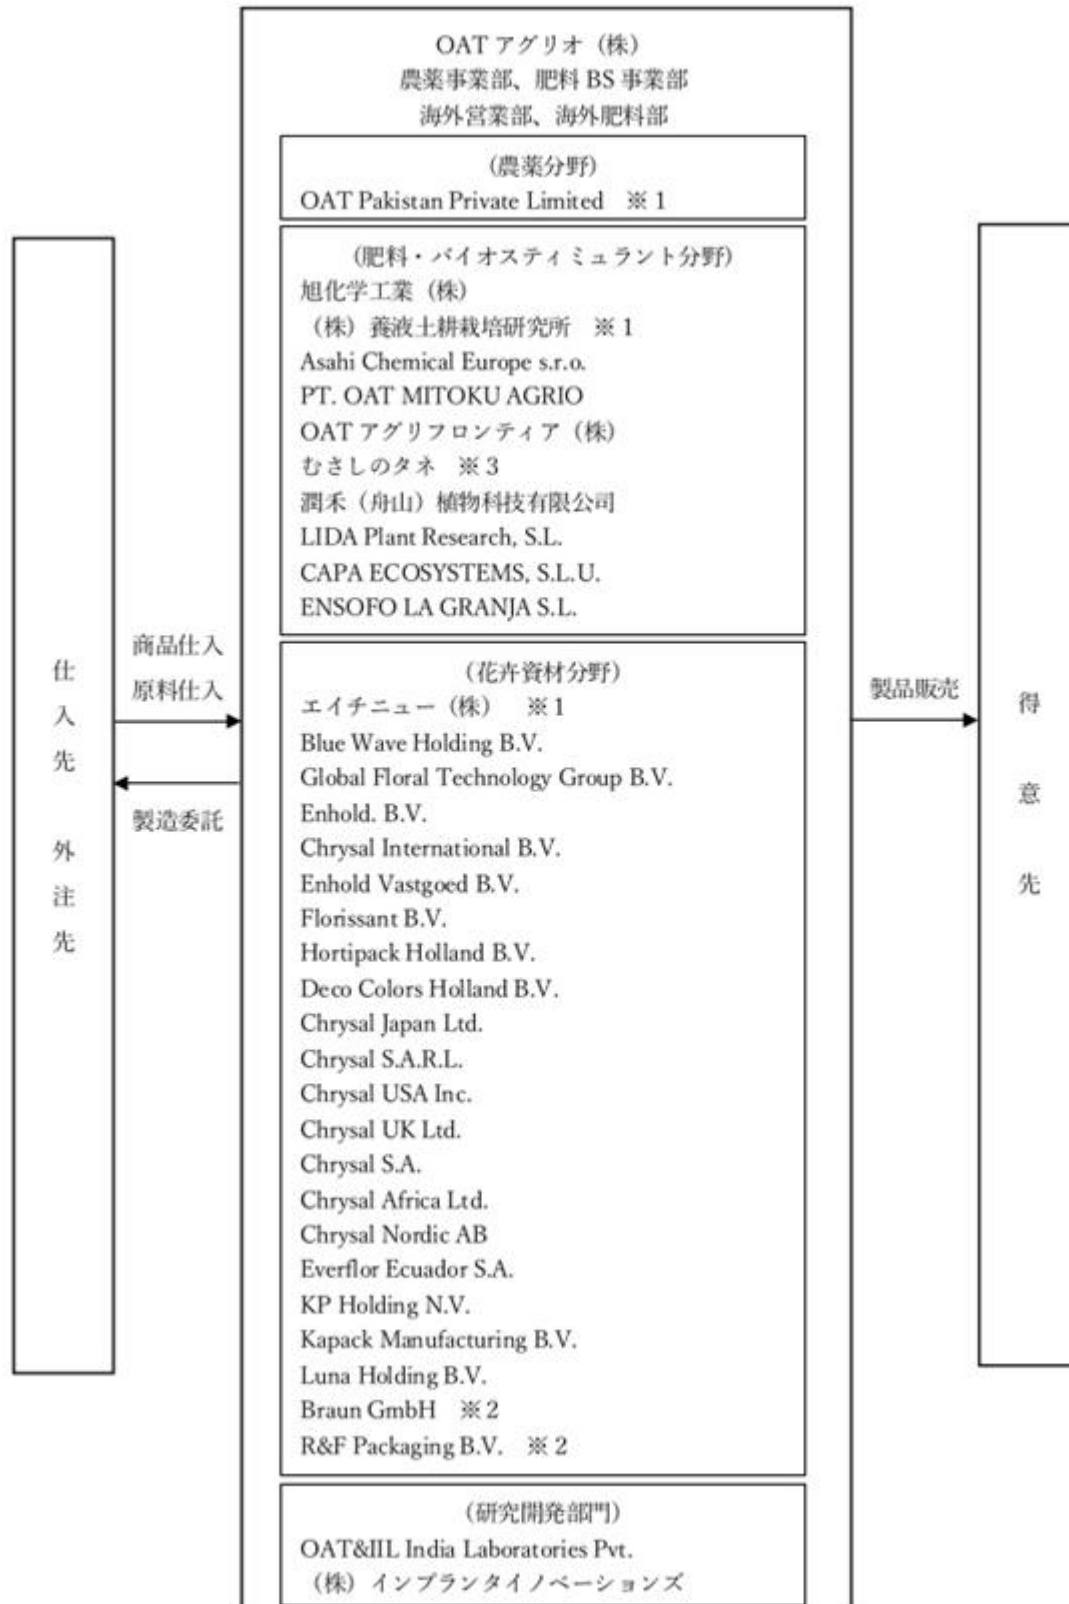 OAT アグリオ（株）
農薬事業部、肥料 BS 事業部
海外営業部、海外肥料部
（農薬分野）
OAT Pakistan Private Limited　※１
（肥料・バイオスティミュラント分野）
旭化学工業（株）
（株）養液土耕栽培研究所　※１
Asahi Chemical Europe s.r.o.
PT. OAT MITOKU AGRIO
OAT アグリフロンティア（株）
むさしのタネ　※３
潤禾（舟山）植物科技有限公司
LIDA Plant Research, S.L.
CAPA ECOSYSTEMS, S.L.U.
ENSOFO LA GRANJA S.L.
仕入先　外注先
商品仕入
原料仕入
製造委託
（花卉資材分野）
エイチニュー（株）　※１
Blue Wave Holding B.V.
Global Floral Technology Group B.V.
Enhold. B.V.
Chrysal International B.V.
Enhold Vastgoed B.V.
Florissant B.V.
Hortipack Holland B.V.
Deco Colors Holland B.V.
Chrysal Japan Ltd.
Chrysal S.A.R.L.
Chrysal USA Inc.
Chrysal UK Ltd.
Chrysal S.A.
Chrysal Africa Ltd.
Chrysal Nordic AB
Everflor Ecuador S.A.
KP Holding N.V.
Kapack Manufacturing B.V.
Luna Holding B.V.
Braun GmbH　※２
R&F Packaging B.V.　※２
製品販売
得意先
（研究開発部門）
OAT&IIL India Laboratories Pvt.
（株）インプランタイノベーションズ